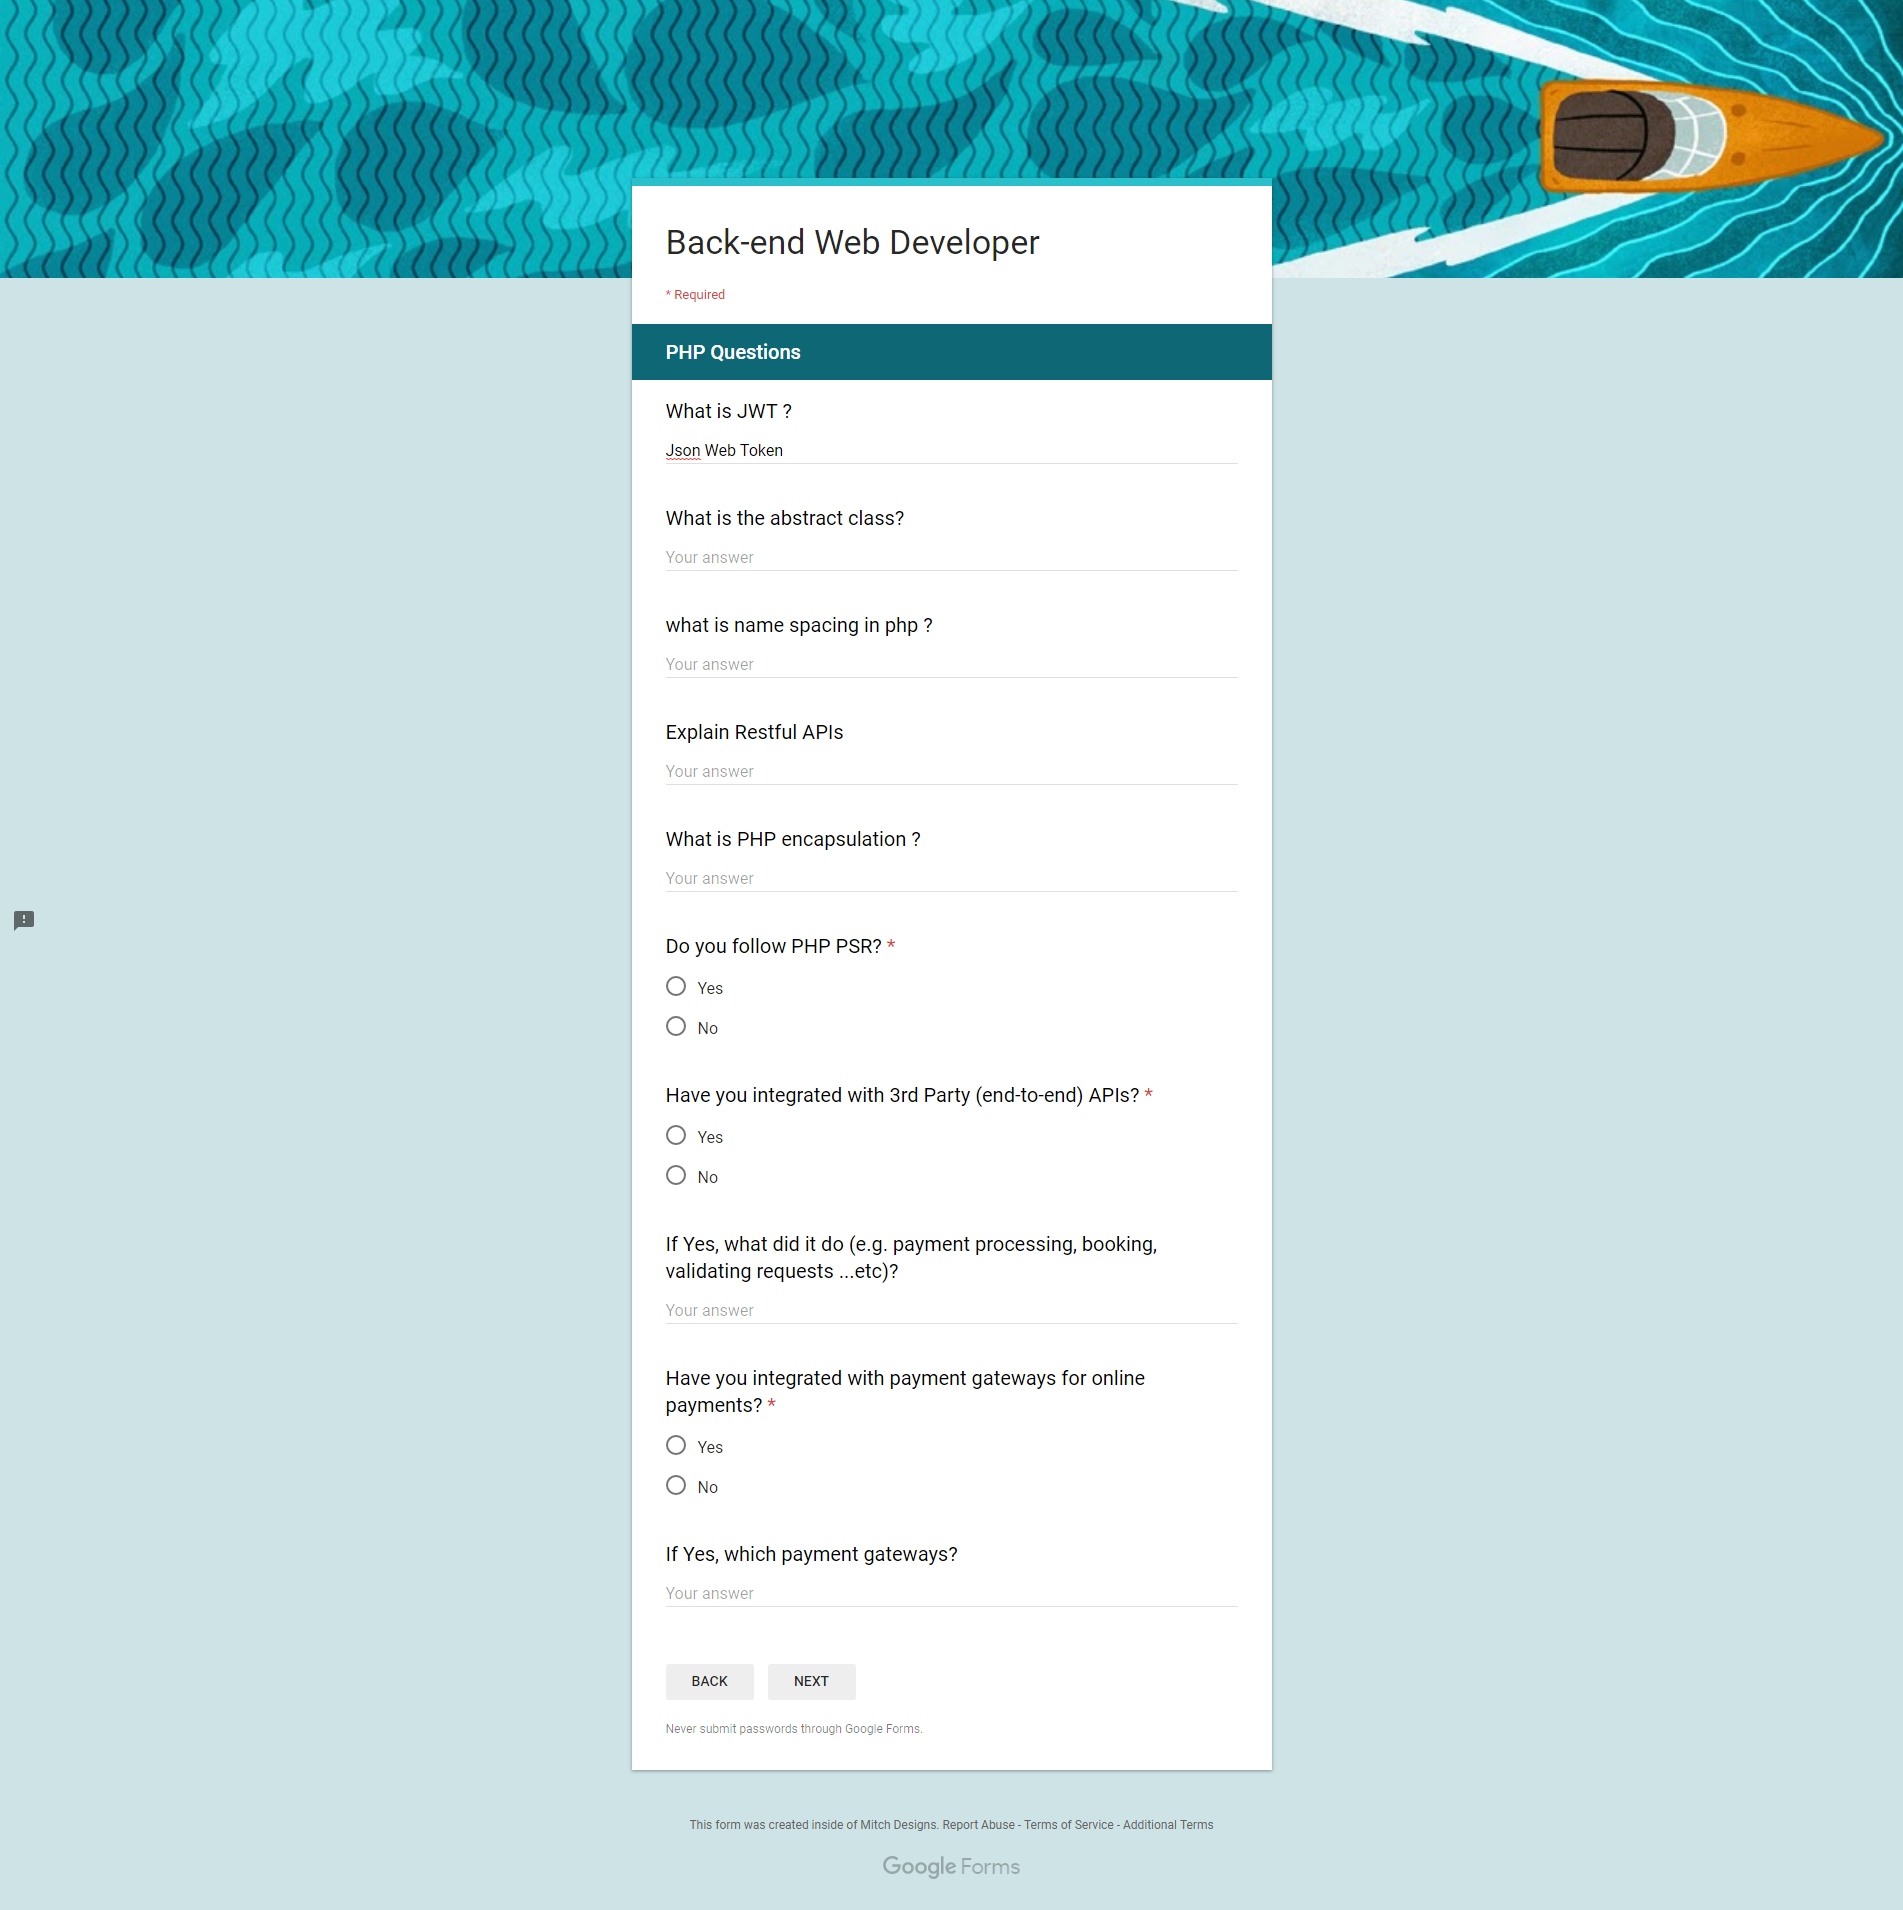 Back-end Web Developer
* Required
PHP Questions
What is JWT ?
Json Web Token
What is the abstract class?
Your answer
what is name spacing in php ?
Your answer
Explain Restful APIs
Your answer
What is PHP encapsulation ?
Your answer
Do you follow PHP PSR? *
Yes
No
Have you integrated with 3rd Party (end-to-end) APIs? *
Yes
No
If Yes, what did it do (e.g. payment processing, booking,
validating requests ...etc)?
Your answer
Have you integrated with payment gateways for online
payments? *
Yes
No
If Yes, which payment gateways?
Your answer
BACK NEXT
Never submit passwords through Google Forms.
This form was created inside of Mitch Designs. Report Abuse - Terms of Service - Additional Terms
Google Forms